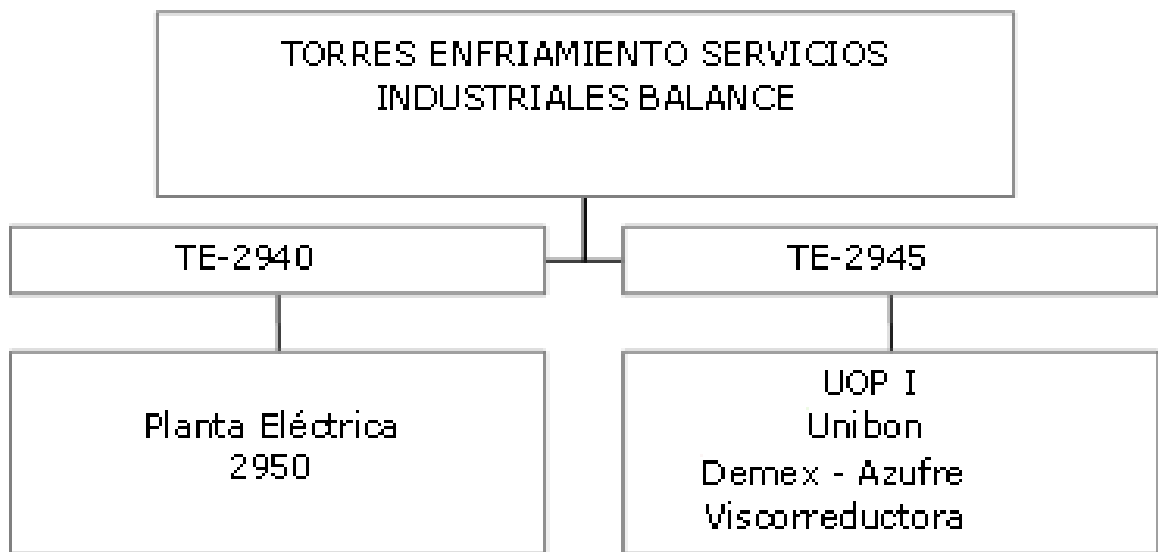 TORRES ENFRIAMIENTO SERVICIOS
INDUSTRIALES BALANCE
TE-2940
TE-2945
Planta Eléctrica
2950
UOP I
Unibon
Demex - Azufre
Viscorreductora